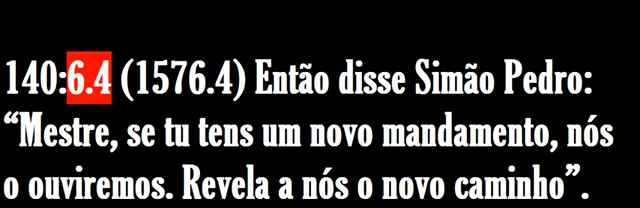 140:6.4 (1576.4) Então disse Simão Pedro:
“Mestre, se tu tens um novo mandamento, nós
o ouviremos. Revela a nós o novo caminho”.